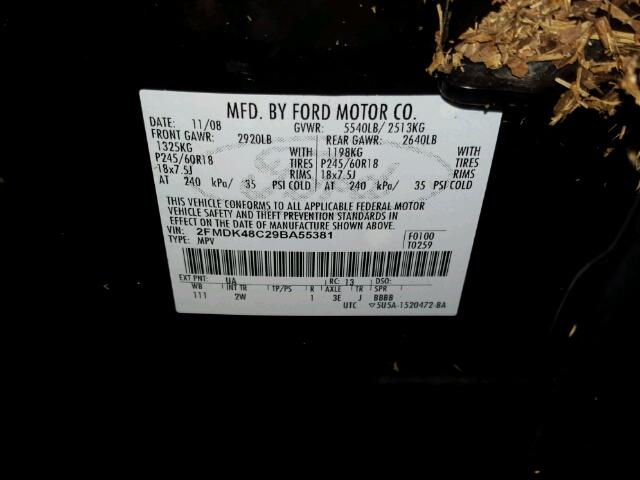 MFD. BY FORD MOTOR CO.
11/08 GVWR: 5540LB/ 2513KG
FRONT GAWR: 2920LB REAR GAWR: 2640LB
1325KG WITH 1198KG WITH
P245/60R18 TIRES P245/60R18 TIRES
18x7.5J RIMS 18x7.5J RIMS
AT 240 kPa/ 35 PSI COLD AT 240 kPa/ 35 PSI COLD
THIS VEHICLE CONFORMS TO ALL APPLICABLE FEDERAL MOTOR
VEHICLE SAFETY AND THEFT PREVENTION STANDARDS IN
EFFECT ON THE DATE OF MANUFACTURE SHOWN ABOVE.
VIN: 2FMDK48C29BA55381 F0100
TYPE: MPV T0259
EXT PNT: UA RC: 13 DSO:
WB INT TR TP/PS R AXLE TR SPR
111 2W 1 3E J BBBB
UTC ▽5U5A-1520472-BA
Ford